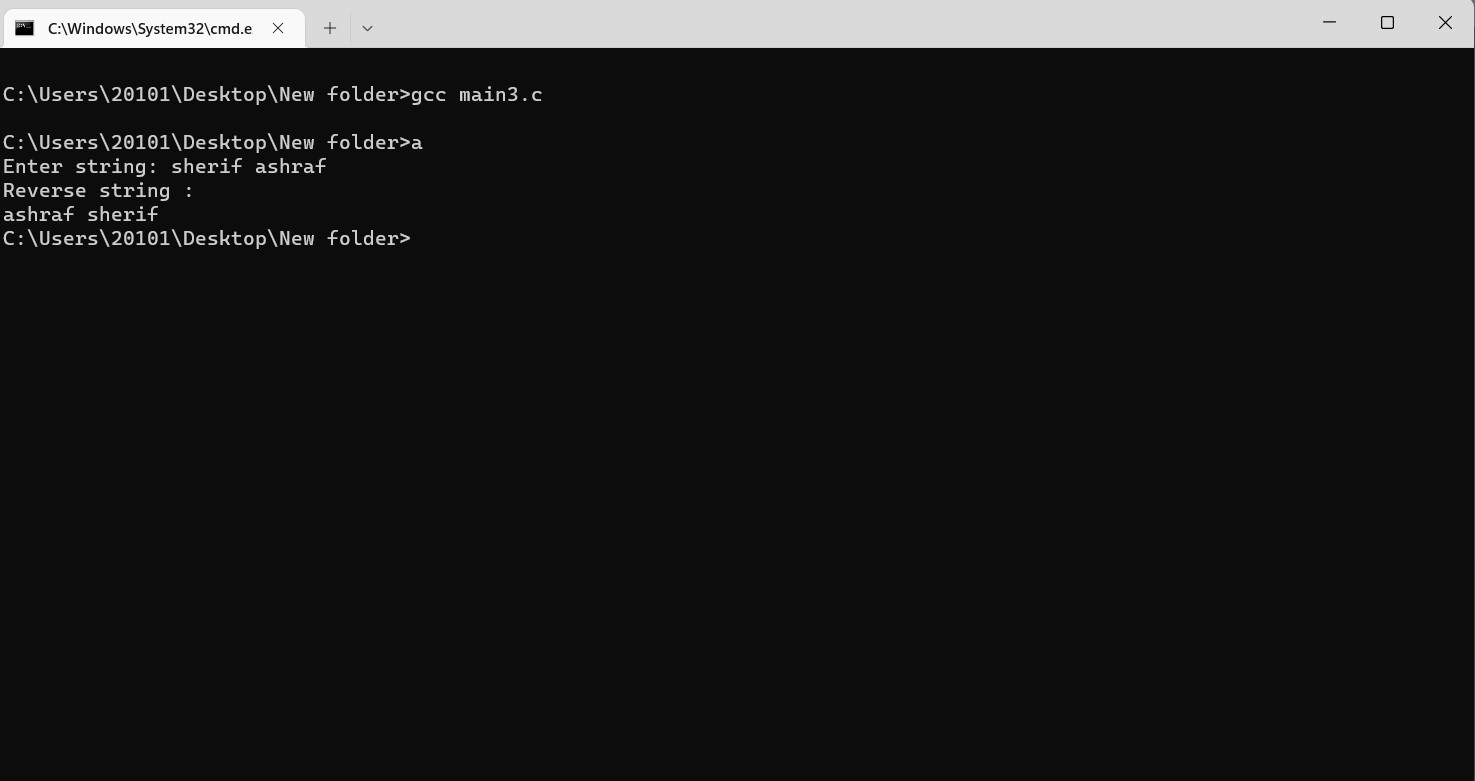 C:\Windows\System32\cmd.e
C:\Users\20101\Desktop\New folder>gcc main3.c
C:\Users\20101\Desktop\New folder>a
Enter string: sherif ashraf
Reverse string :
ashraf sherif
C:\Users\20101\Desktop\New folder>